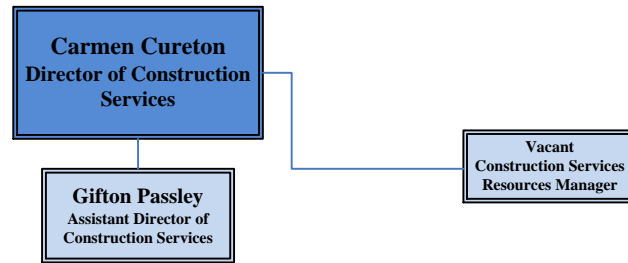 Carmen Cureton
Director of Construction
Services
Vacant
Construction Services
Resources Manager
Gifton Passley
Assistant Director of
Construction Services